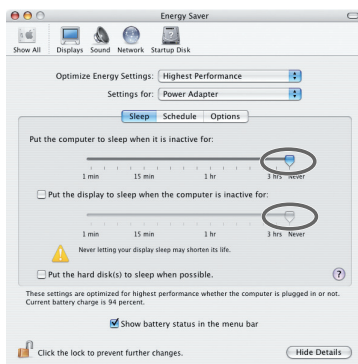 Energy Saver
Show All Displays Sound Network Startup Disk
Optimize Energy Settings: Highest Performance
Settings for: Power Adapter
Sleep Schedule Options
Put the computer to sleep when it is inactive for:
1 min 15 min 1 hr 3 hrs Never
Put the display to sleep when the computer is inactive for:
1 min 15 min 1 hr 3 hrs Never
Never letting your display sleep may shorten its life.
Put the hard disk(s) to sleep when possible. ?
These settings are optimized for highest performance whether the computer is plugged in or not.
Current battery charge is 94 percent.
Show battery status in the menu bar
Click the lock to prevent further changes. Hide Details